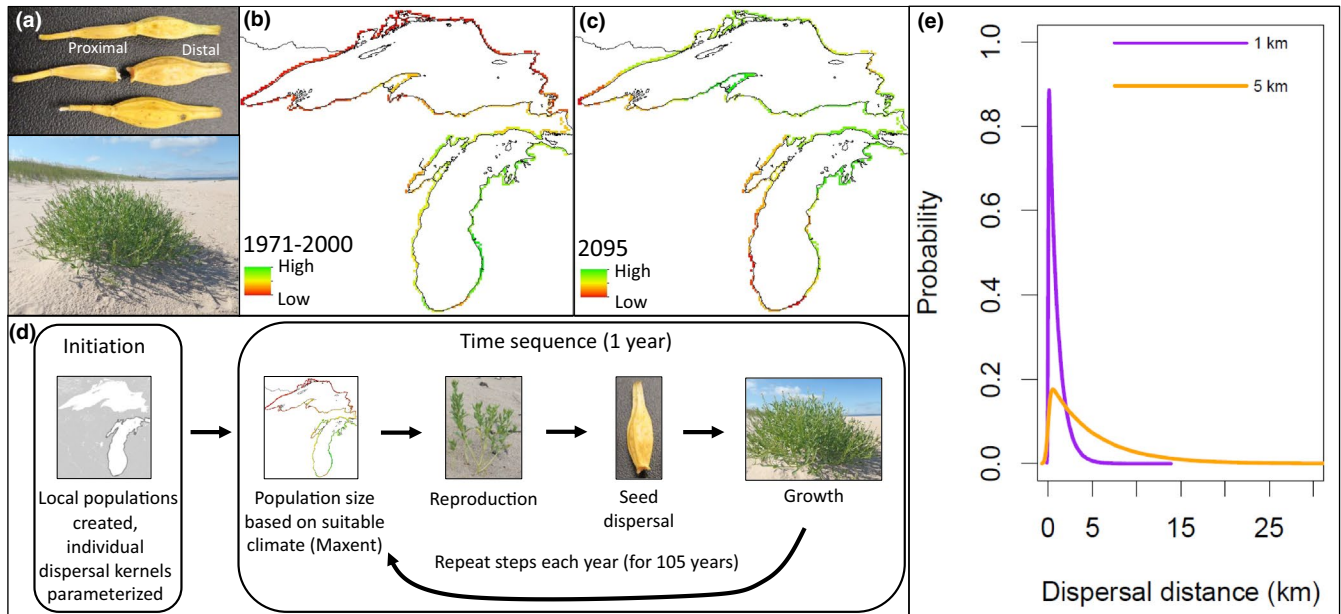 (a)
Proximal
Distal
(b)
1971-2000
High
Low
(c)
2095
High
Low
(d)
Initiation
Local populations
created,
individual
dispersal kernels
parameterized
Time sequence (1 year)
Population size
based on suitable
climate (Maxent)
Reproduction
Seed
dispersal
Growth
Repeat steps each year (for 105 years)
(e)
1 km
5 km
Probability
1.0
0.8
0.6
0.4
0.2
0.0
0 5 15 25
Dispersal distance (km)